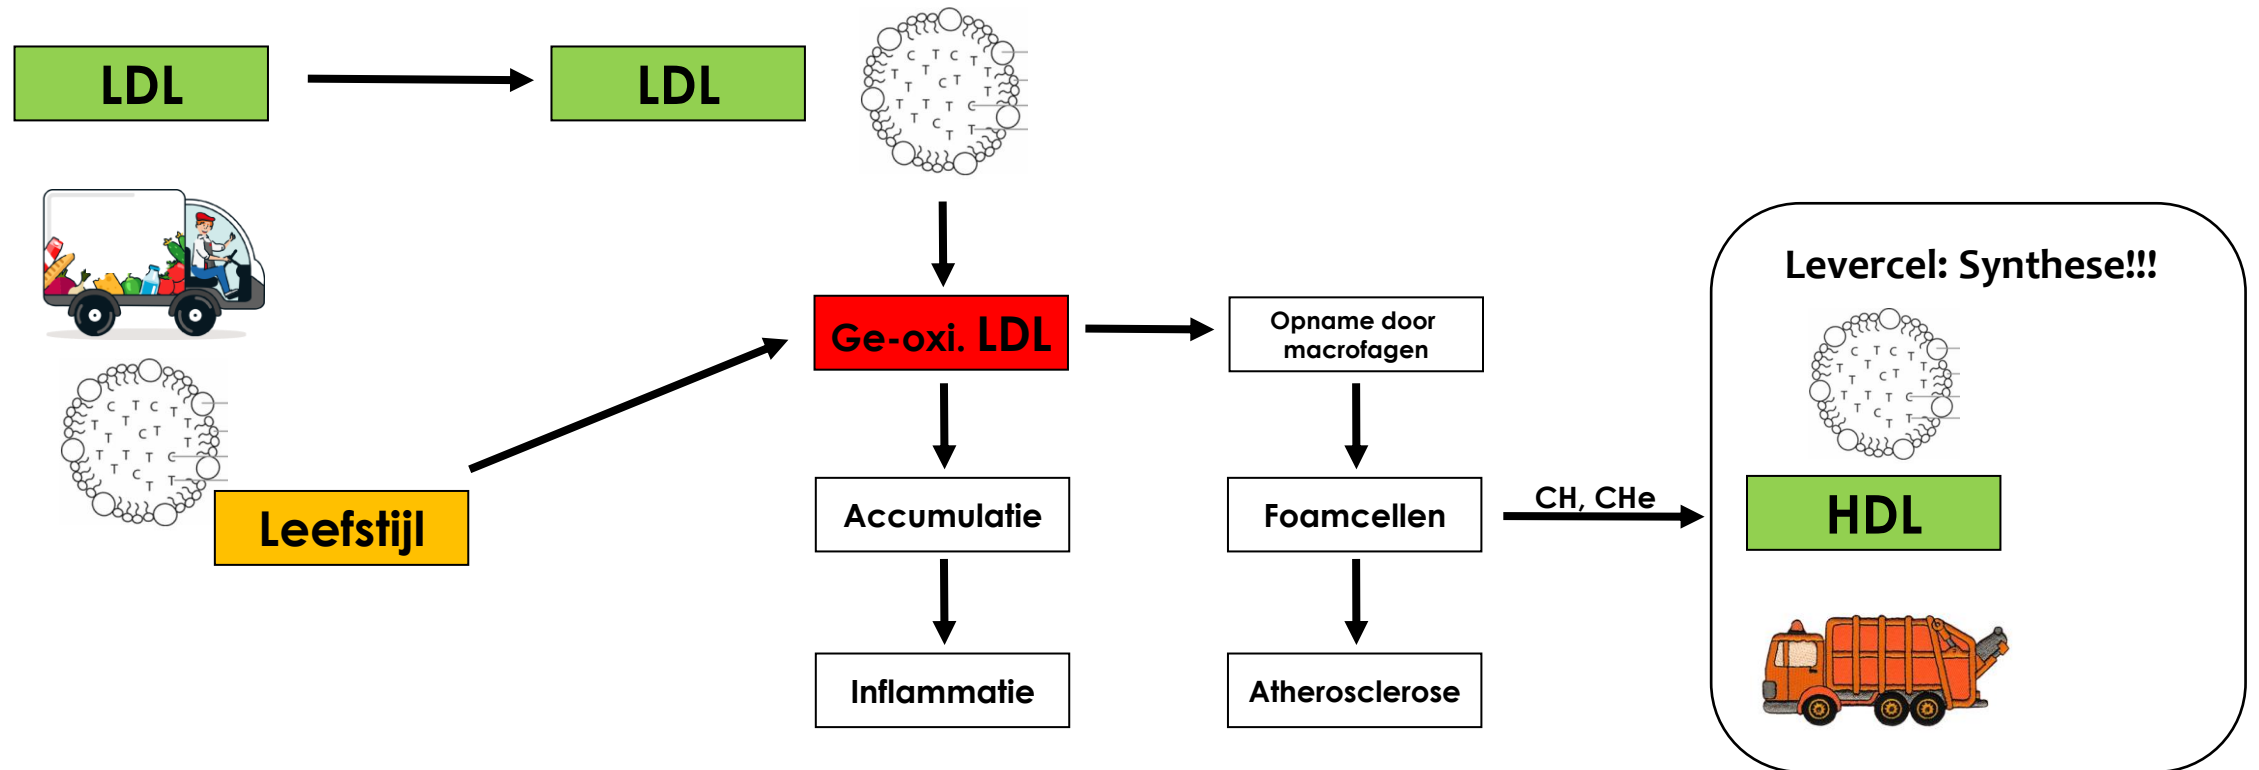 LDL
LDL
Levercel: Synthese!!!
Ge-oxi. LDL
Opname door
macrofagen
Leefstijl
Accumulatie
Foamcellen
CH, CHe
HDL
Inflammatie
Atherosclerose